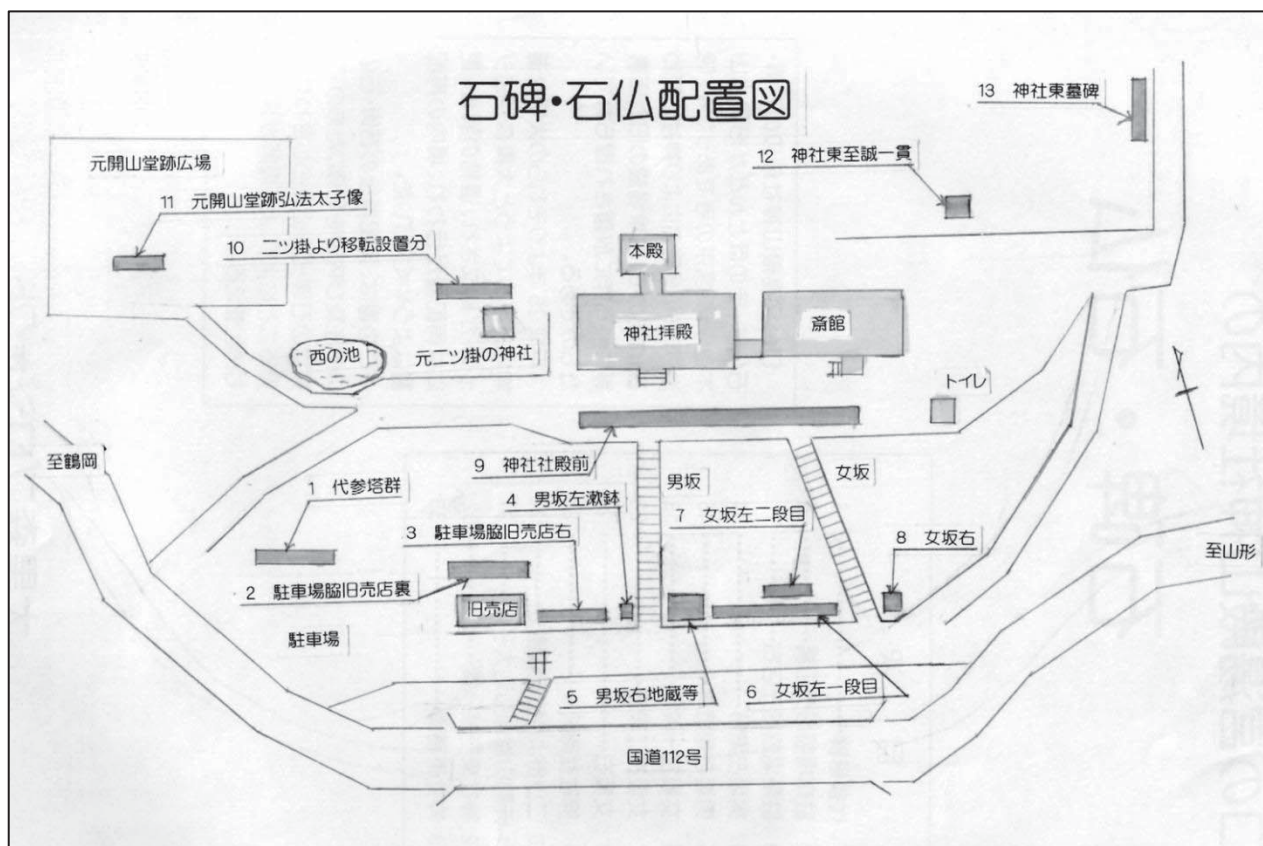 石碑・石仏配置図
13 神社東墓碑
12 神社東至誠一貫
元開山堂跡広場
11 元開山堂跡弘法太子像
10 二ツ掛より移転設置分
本殿
神社拝殿
斎館
西の池
元二ツ掛の神社
トイレ
至鶴岡
9 神社社殿前
男坂
女坂
1 代参塔群
4 男坂左漱鉢
7 女坂左二段目
3 駐車場脇旧売店右
8 女坂右
至山形
2 駐車場脇旧売店裏
旧売店
駐車場
5 男坂右地蔵等
6 女坂左一段目
国道112号